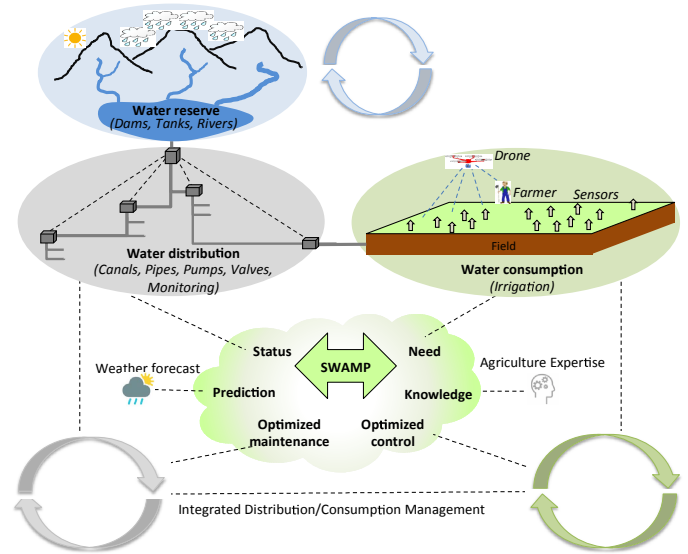 Water reserve
(Dams, Tanks, Rivers)
Drone
Farmer
Sensors
Field
Water distribution
(Canals, Pipes, Pumps, Valves,
Monitoring)
Water consumption
(Irrigation)
Status
SWAMP
Need
Weather forecast
Agriculture Expertise
Prediction
Knowledge
Optimized
maintenance
Optimized
control
Integrated Distribution/Consumption Management